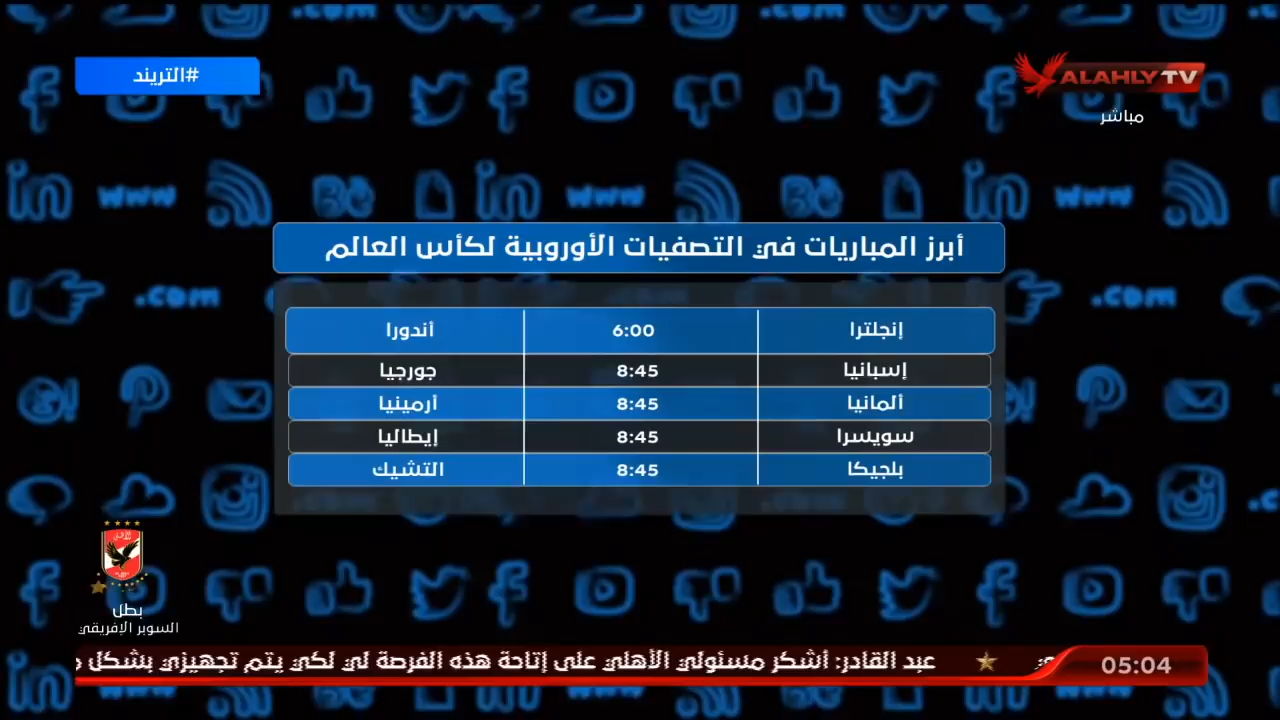 #التريند
ALAHLY TV
مباشر
أبرز المباريات في التصفيات الأوروبية لكأس العالم
إنجلترا 6:00 أندورا
إسبانيا 8:45 جورجيا
ألمانيا 8:45 أرمينيا
سويسرا 8:45 إيطاليا
بلجيكا 8:45 التشيك
بطل
السوبر الإفريقي
05:04 عبد القادر: أشكر مسئولي الأهلي على إتاحة هذه الفرصة لي لكي يتم تجهيزي بشكل